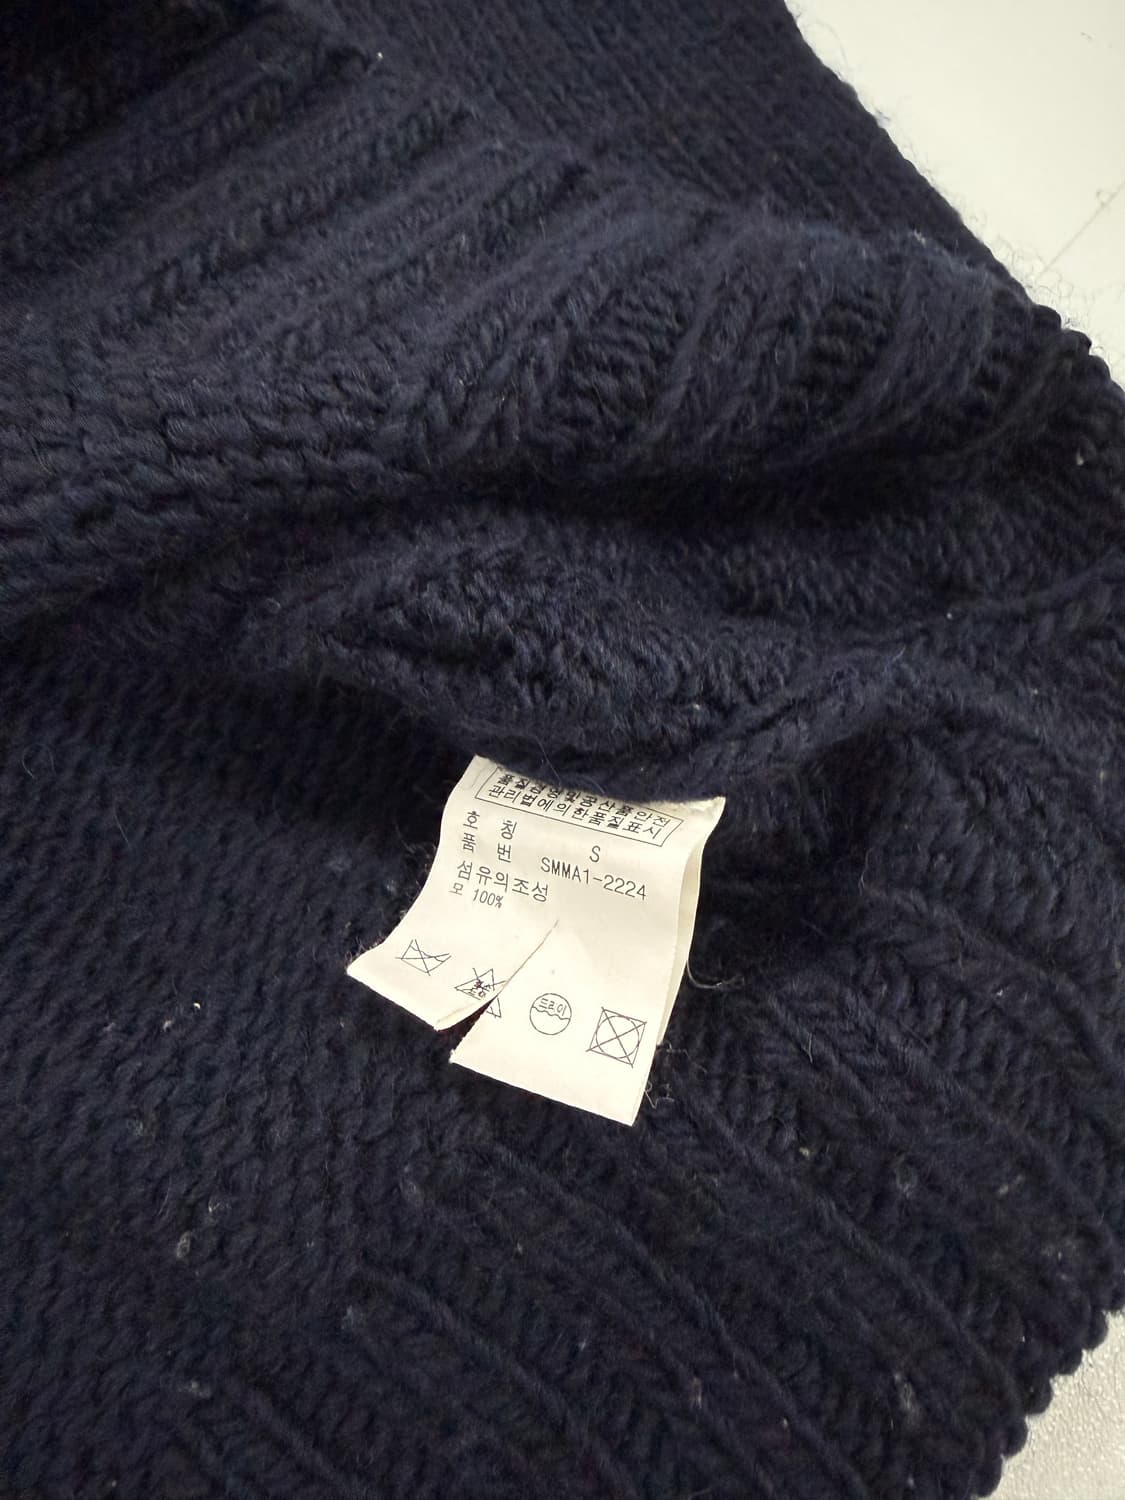 품질경영및공산품안전
관리법에의한품질표시
호 칭 S
품 번 SMMA1-2224
섬유의조성
모 100%
드라이